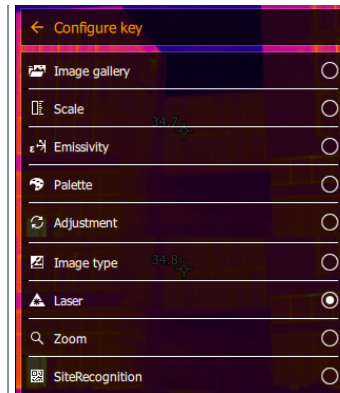 ← Configure key
Image gallery
Scale
34.7
ε Emissivity
Palette
Adjustment
Image type
34.8
Laser
Zoom
SiteRecognition